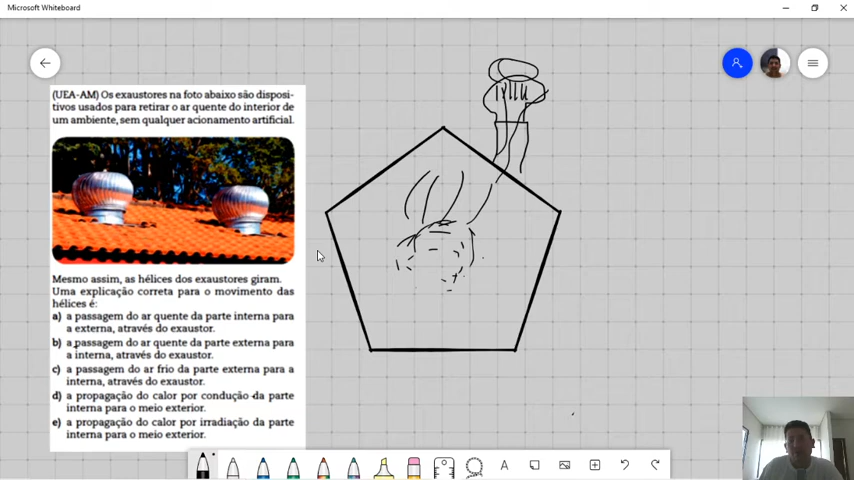 Microsoft Whiteboard
(UEA-AM) Os exaustores na foto abaixo são disposi-
tivos usados para retirar o ar quente do interior de
um ambiente, sem qualquer acionamento artificial.
Mesmo assim, as hélices dos exaustores giram.
Uma explicação correta para o movimento das
hélices é:
a) a passagem do ar quente da parte interna para
a externa, através do exaustor.
b) a passagem do ar quente da parte externa para
a interna, através do exaustor.
c) a passagem do ar frio da parte externa para a
interna, através do exaustor.
d) a propagação do calor por condução da parte
interna para o meio exterior.
e) a propagação do calor por irradiação da parte
interna para o meio exterior.